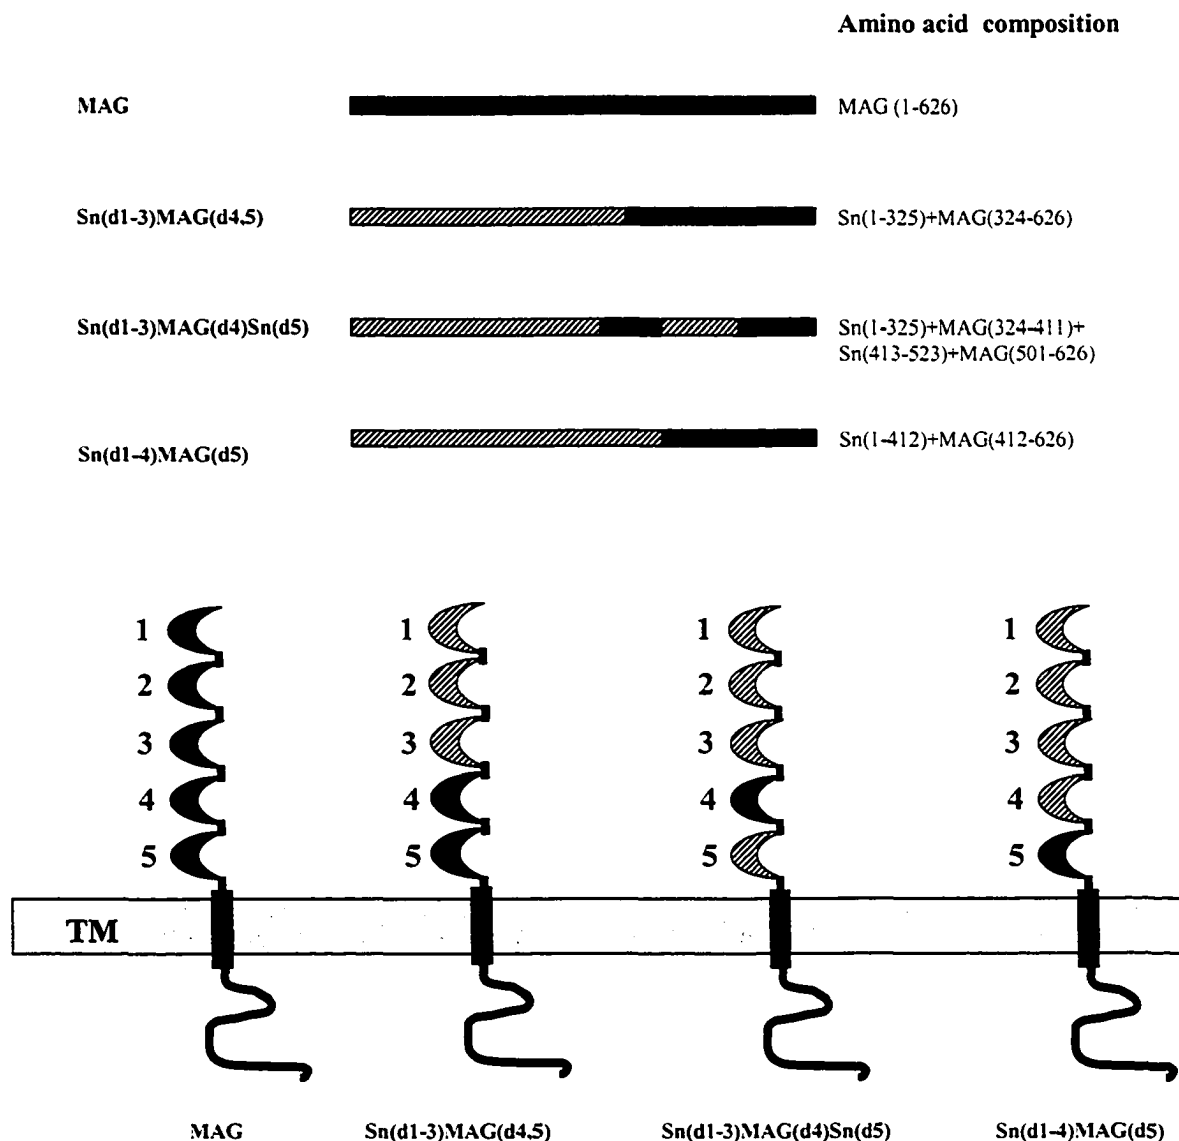 Amino acid composition
MAG
MAG (1-626)
Sn(d1-3)MAG(d4,5)
Sn(1-325)+MAG(324-626)
Sn(d1-3)MAG(d4)Sn(d5)
Sn(1-325)+MAG(324-411)+
Sn(413-523)+MAG(501-626)
Sn(d1-4)MAG(d5)
Sn(1-412)+MAG(412-626)
1 1 1 1
2 2 2 2
3 3 3 3
4 4 4 4
5 5 5 5
TM
MAG Sn(d1-3)MAG(d4,5) Sn(d1-3)MAG(d4)Sn(d5) Sn(d1-4)MAG(d5)